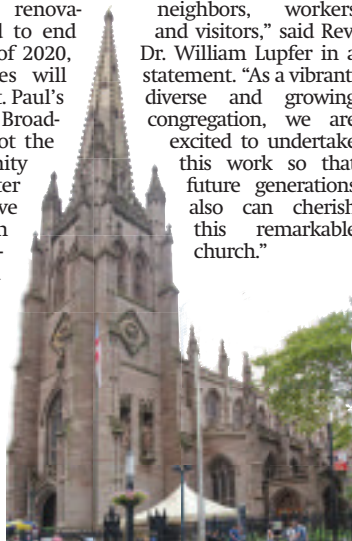 renova-
d to end
of 2020,
es will
t. Paul's
Broad-
ot the
nity
ter
ve
n
-
neighbors, workers
and visitors,” said Rev
Dr. William Lupfer in a
statement. “As a vibrant
diverse and growing
congregation, we are
excited to undertake
this work so that
future generations
also can cherish
this remarkable
church.”